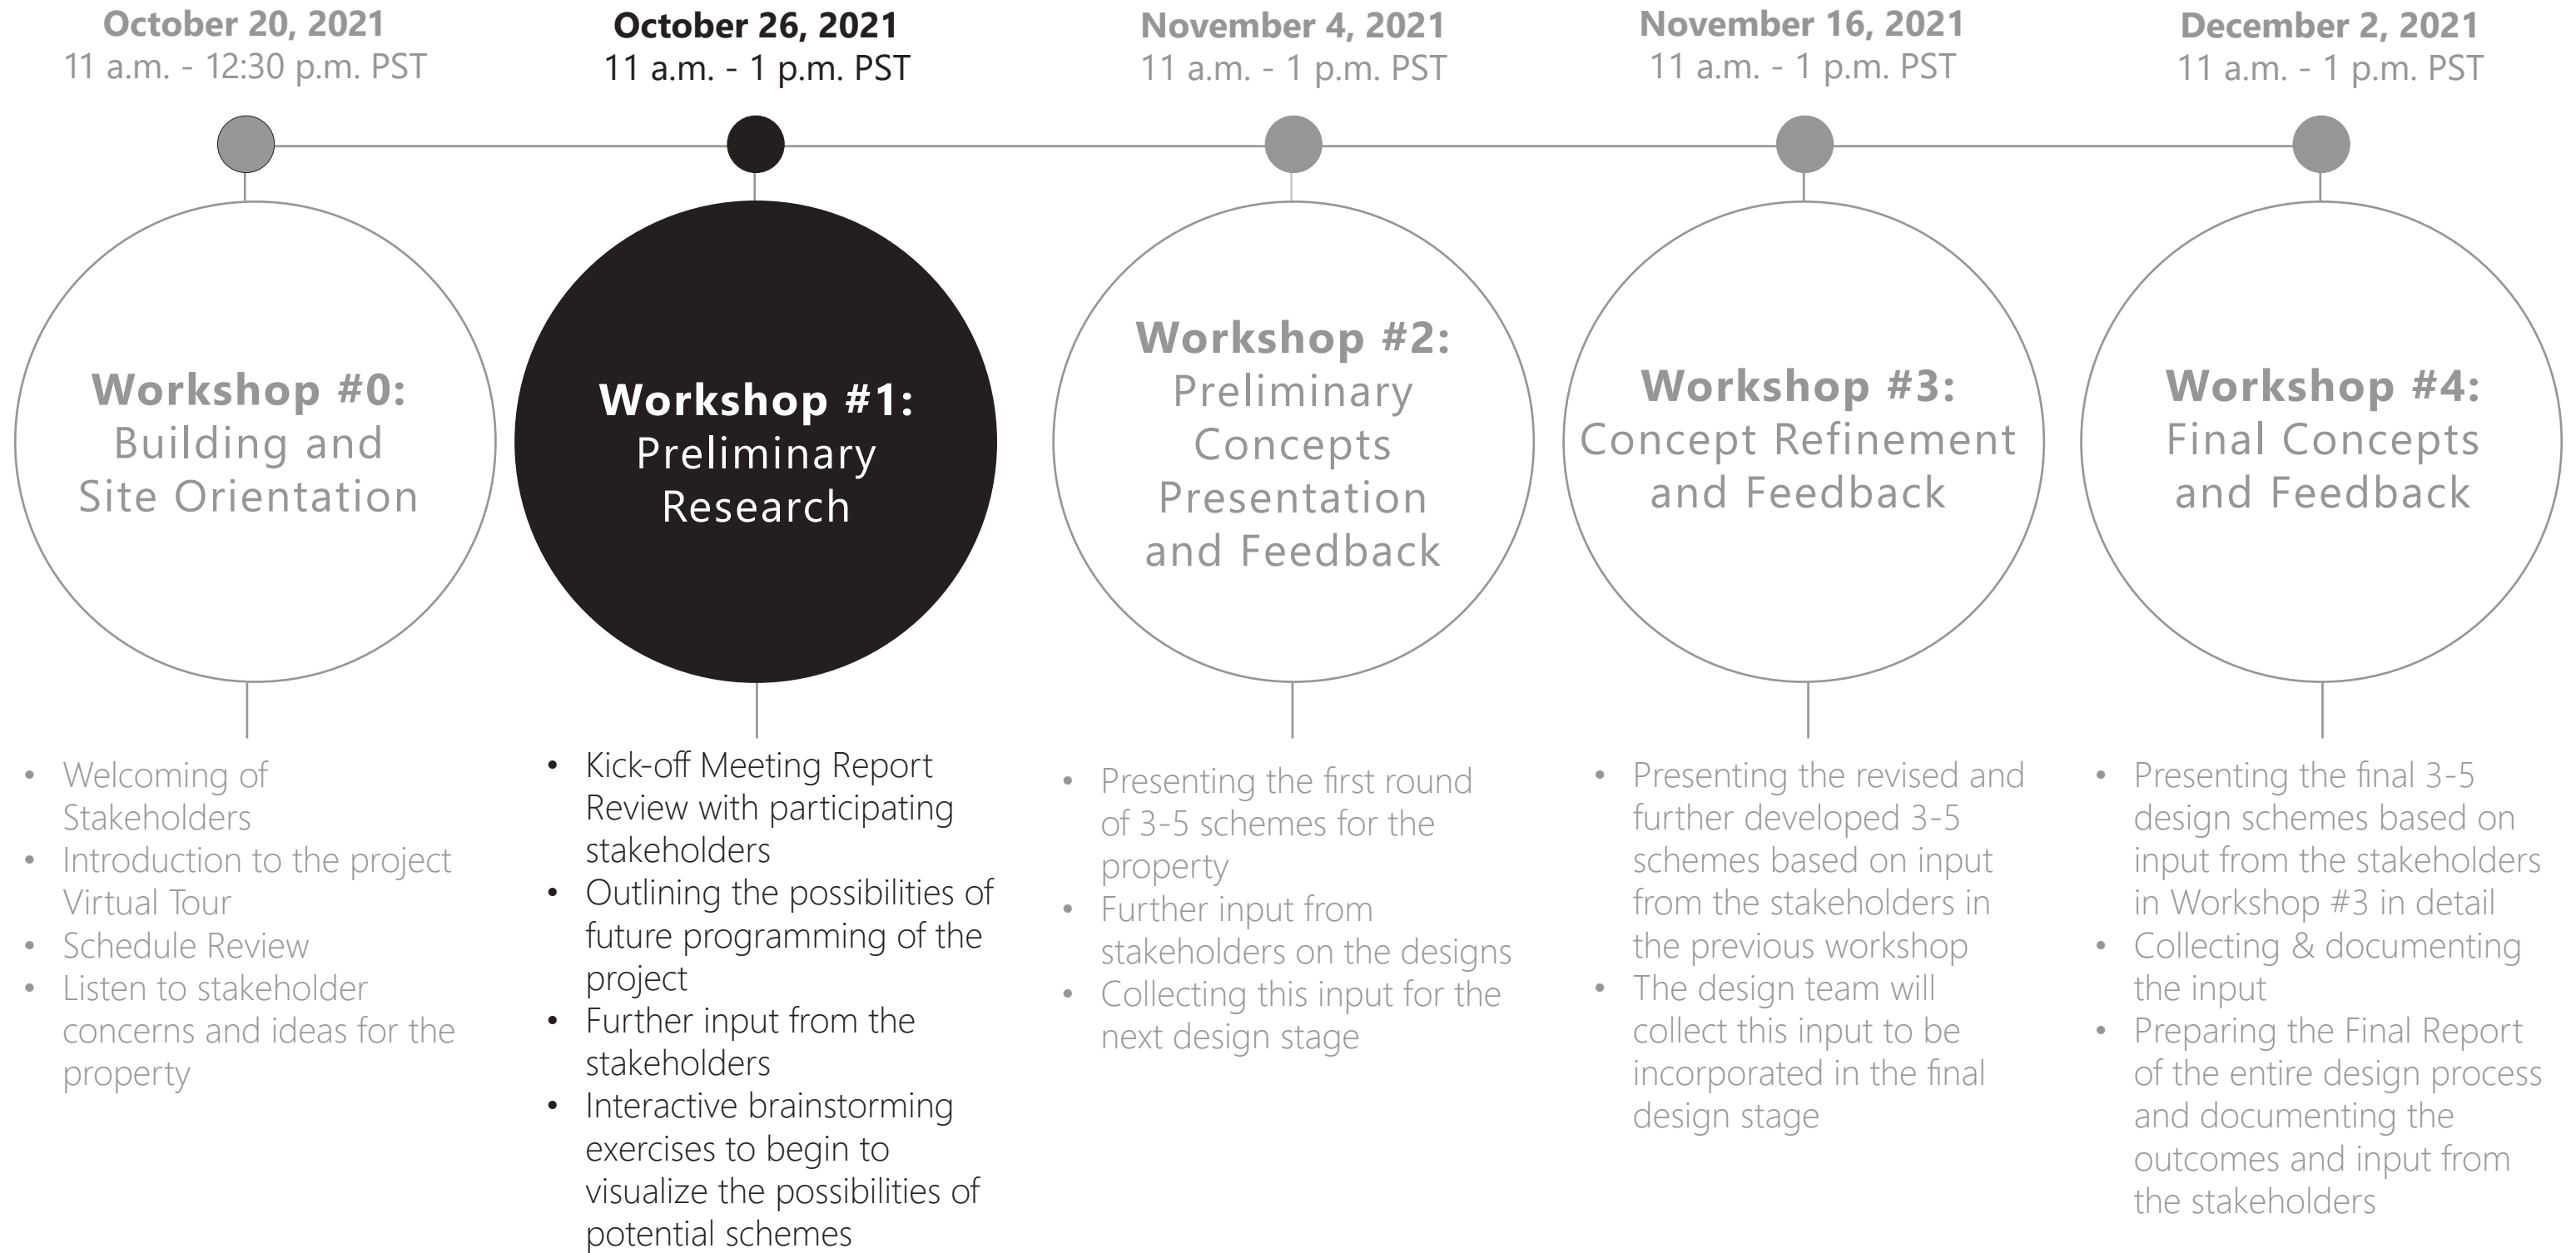 October 20, 2021
11 a.m. - 12:30 p.m. PST
October 26, 2021
11 a.m. - 1 p.m. PST
November 4, 2021
11 a.m. - 1 p.m. PST
November 16, 2021
11 a.m. - 1 p.m. PST
December 2, 2021
11 a.m. - 1 p.m. PST
Workshop #0:
Building and
Site Orientation
Workshop #1:
Preliminary
Research
Workshop #2:
Preliminary
Concepts
Presentation
and Feedback
Workshop #3:
Concept Refinement
and Feedback
Workshop #4:
Final Concepts
and Feedback
• Welcoming of
Stakeholders
• Introduction to the project
Virtual Tour
• Schedule Review
• Listen to stakeholder
concerns and ideas for the
property
• Kick-off Meeting Report
Review with participating
stakeholders
• Outlining the possibilities of
future programming of the
project
• Further input from the
stakeholders
• Interactive brainstorming
exercises to begin to
visualize the possibilities of
potential schemes
• Presenting the first round
of 3-5 schemes for the
property
• Further input from
stakeholders on the designs
• Collecting this input for the
next design stage
• Presenting the revised and
further developed 3-5
schemes based on input
from the stakeholders in
the previous workshop
• The design team will
collect this input to be
incorporated in the final
design stage
• Presenting the final 3-5
design schemes based on
input from the stakeholders
in Workshop #3 in detail
• Collecting & documenting
the input
• Preparing the Final Report
of the entire design process
and documenting the
outcomes and input from
the stakeholders